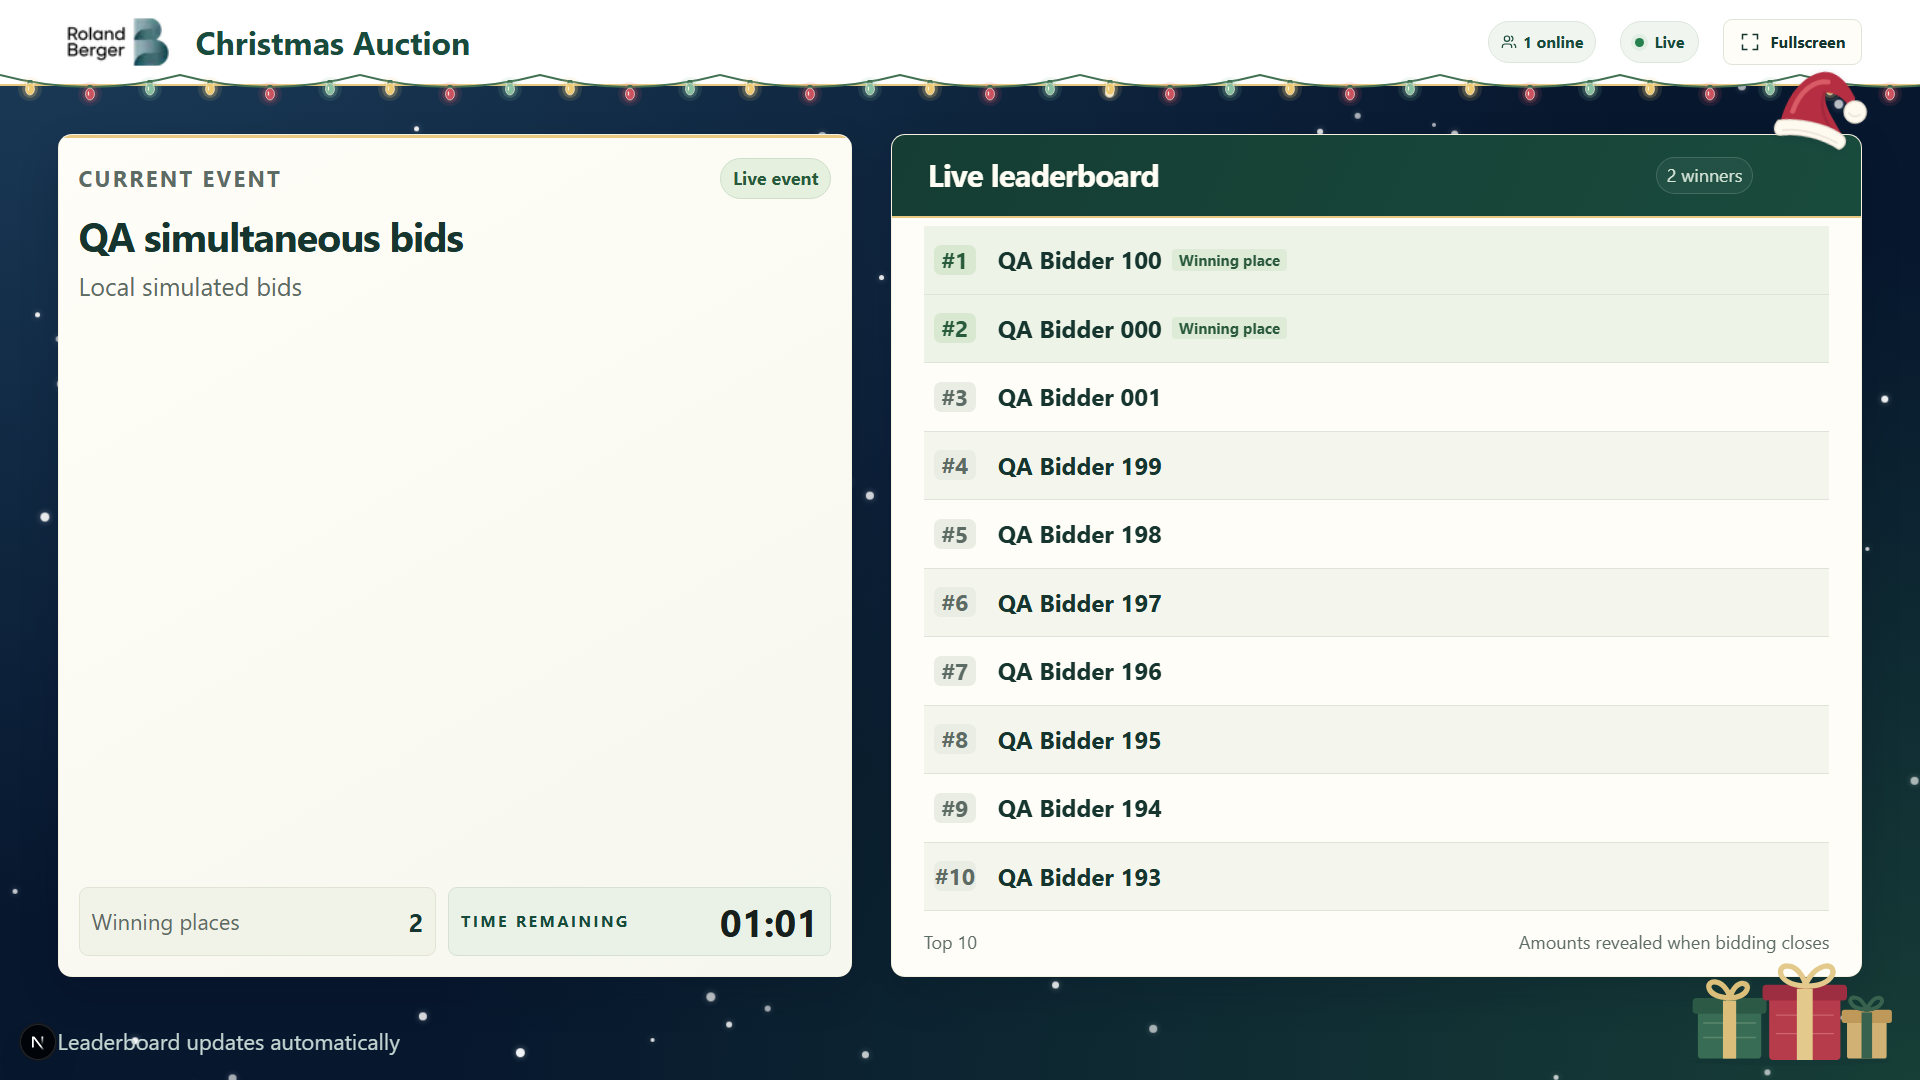 Roland
Berger
Christmas Auction
1 online
Live
Fullscreen
CURRENT EVENT
Live event
QA simultaneous bids
Local simulated bids
Winning places
2
TIME REMAINING
01:01
Live leaderboard
2 winners
#1 QA Bidder 100 Winning place
#2 QA Bidder 000 Winning place
#3 QA Bidder 001
#4 QA Bidder 199
#5 QA Bidder 198
#6 QA Bidder 197
#7 QA Bidder 196
#8 QA Bidder 195
#9 QA Bidder 194
#10 QA Bidder 193
Top 10
Amounts revealed when bidding closes
N
Leaderboard updates automatically